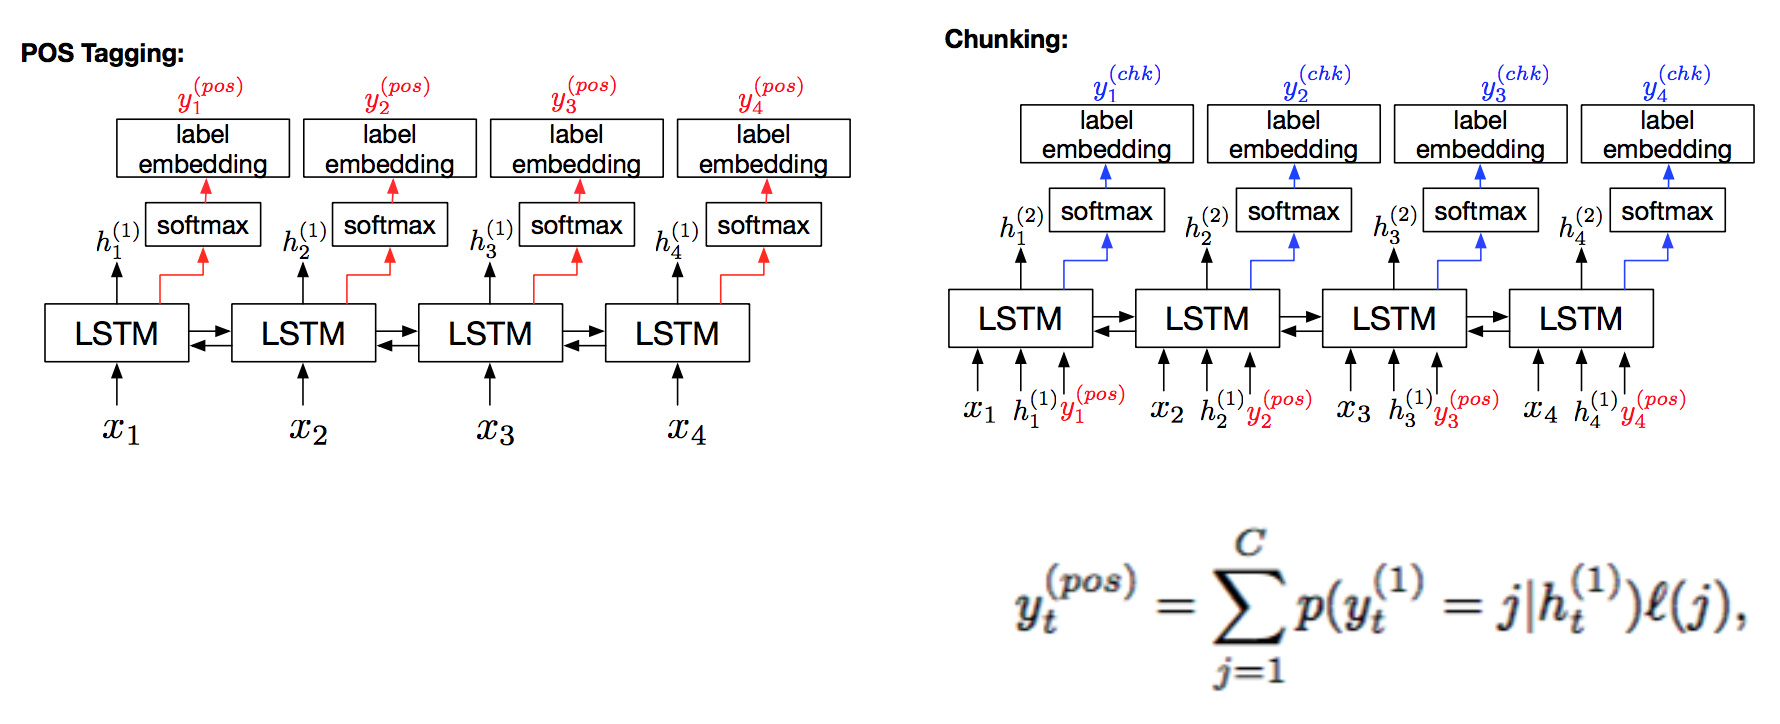 POS Tagging:
y_1^{(pos)} y_2^{(pos)} y_3^{(pos)} y_4^{(pos)}
label embedding label embedding label embedding label embedding
h_1^{(1)} softmax h_2^{(1)} softmax h_3^{(1)} softmax h_4^{(1)} softmax
LSTM LSTM LSTM LSTM
x_1 x_2 x_3 x_4
Chunking:
y_1^{(chk)} y_2^{(chk)} y_3^{(chk)} y_4^{(chk)}
label embedding label embedding label embedding label embedding
h_1^{(2)} softmax h_2^{(2)} softmax h_3^{(2)} softmax h_4^{(2)} softmax
LSTM LSTM LSTM LSTM
x_1 h_1^{(1)} y_1^{(pos)} x_2 h_2^{(1)} y_2^{(pos)} x_3 h_3^{(1)} y_3^{(pos)} x_4 h_4^{(1)} y_4^{(pos)}
y_t^{(pos)} = \sum_{j=1}^{C} p(y_t^{(1)} = j|h_t^{(1)})ℓ(j),